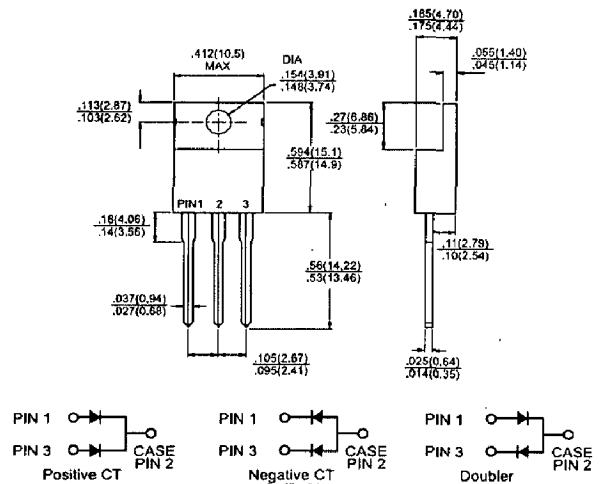 .412(10.5)
MAX
DIA
.154(3.91)
.148(3.74)
.113(2.87)
.103(2.62)
.594(15.1)
.587(14.9)
PIN1 2 3
.16(4.06)
.14(3.56)
.56(14.22)
.53(13.46)
.037(0.94)
.027(0.68)
.105(2.67)
.095(2.41)
.185(4.70)
.175(4.44)
.055(1.40)
.045(1.14)
.27(6.86)
.23(5.84)
.11(2.79)
.10(2.54)
.025(0.64)
.014(0.35)
PIN 1
PIN 3
CASE
PIN 2
Positive CT
PIN 1
PIN 3
CASE
PIN 2
Negative CT
PIN 1
PIN 3
CASE
PIN 2
Doubler